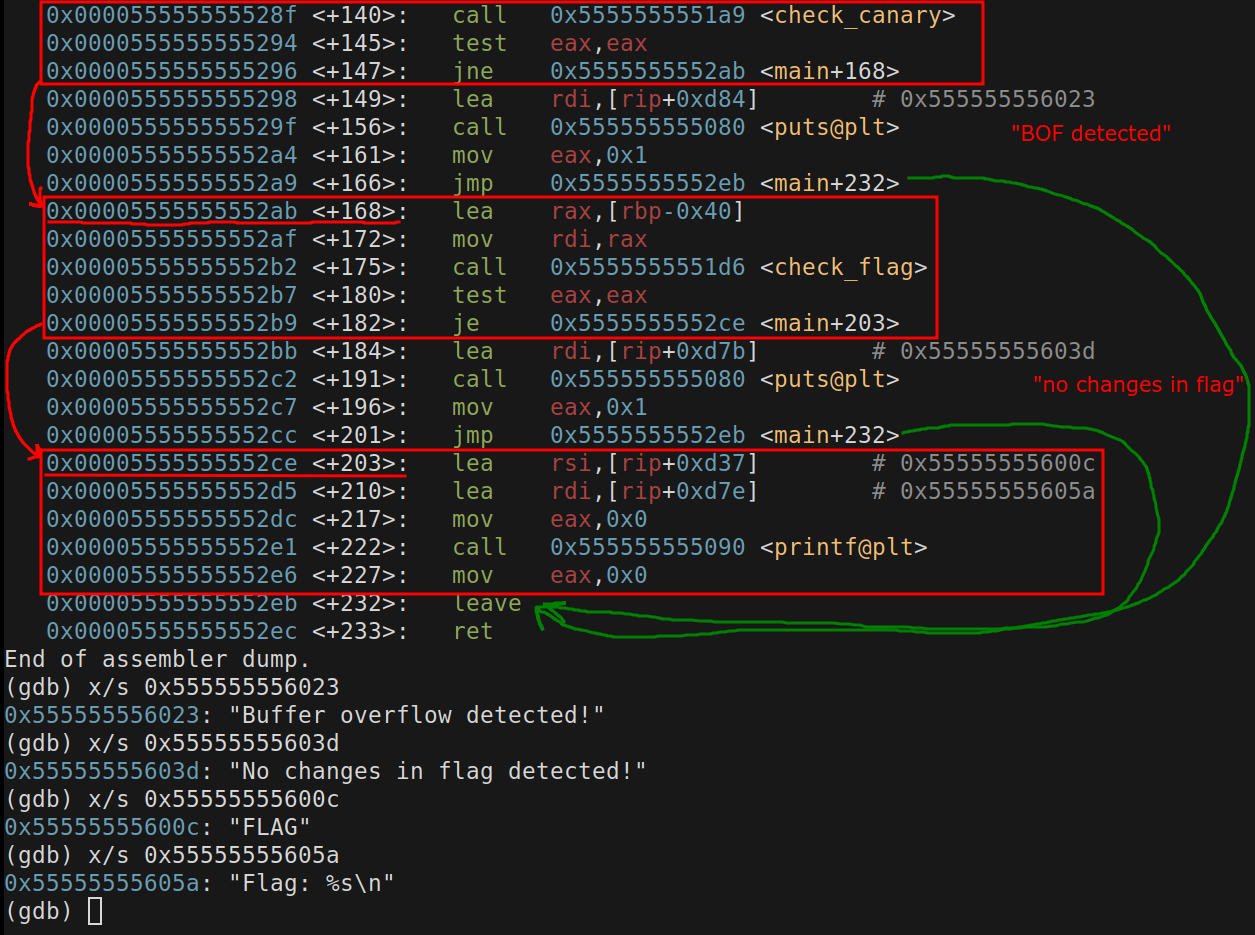 0x000055555555528f <+140>: call 0x5555555551a9 <check_canary>
0x0000555555555294 <+145>: test eax,eax
0x0000555555555296 <+147>: jne 0x5555555552ab <main+168>
0x0000555555555298 <+149>: lea rdi,[rip+0xd84] # 0x555555556023
0x000055555555529f <+156>: call 0x555555555080 <puts@plt>
"BOF detected"
0x00005555555552a4 <+161>: mov eax,0x1
0x00005555555552a9 <+166>: jmp 0x5555555552eb <main+232>
0x00005555555552ab <+168>: lea rax,[rbp-0x40]
0x00005555555552af <+172>: mov rdi,rax
0x00005555555552b2 <+175>: call 0x5555555551d6 <check_flag>
0x00005555555552b7 <+180>: test eax,eax
0x00005555555552b9 <+182>: je 0x5555555552ce <main+203>
0x00005555555552bb <+184>: lea rdi,[rip+0xd7b] # 0x55555555603d
0x00005555555552c2 <+191>: call 0x555555555080 <puts@plt>
"no changes in flag"
0x00005555555552c7 <+196>: mov eax,0x1
0x00005555555552cc <+201>: jmp 0x5555555552eb <main+232>
0x00005555555552ce <+203>: lea rsi,[rip+0xd37] # 0x55555555600c
0x00005555555552d5 <+210>: lea rdi,[rip+0xd7e] # 0x55555555605a
0x00005555555552dc <+217>: mov eax,0x0
0x00005555555552e1 <+222>: call 0x555555555090 <printf@plt>
0x00005555555552e6 <+227>: mov eax,0x0
0x00005555555552eb <+232>: leave
0x00005555555552ec <+233>: ret
End of assembler dump.
(gdb) x/s 0x555555556023
0x555555556023: "Buffer overflow detected!"
(gdb) x/s 0x55555555603d
0x55555555603d: "No changes in flag detected!"
(gdb) x/s 0x55555555600c
0x55555555600c: "FLAG"
(gdb) x/s 0x55555555605a
0x55555555605a: "Flag: %s\n"
(gdb)